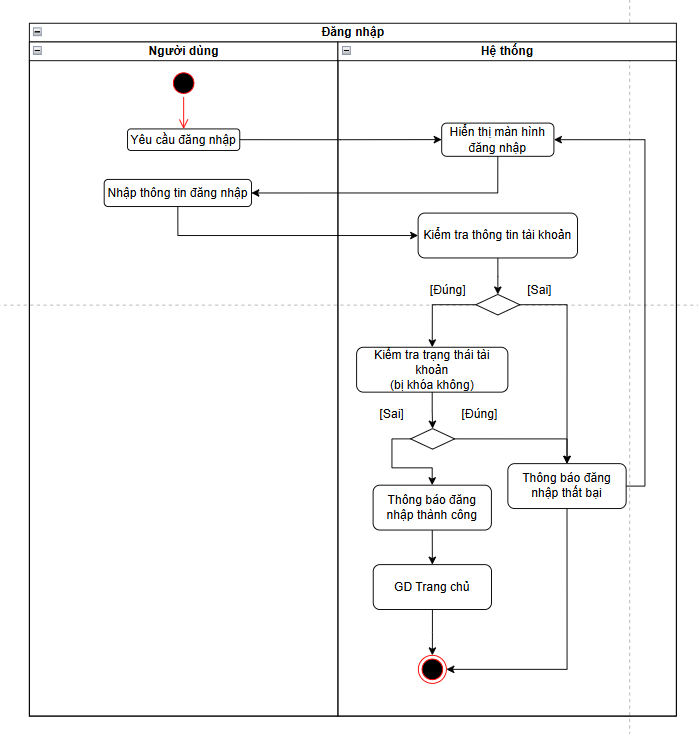 Đăng nhập
Người dùng
Hệ thống
Yêu cầu đăng nhập
Hiển thị màn hình
đăng nhập
Nhập thông tin đăng nhập
Kiểm tra thông tin tài khoản
[Đúng]
[Sai]
Kiểm tra trạng thái tài
khoản
(bị khóa không)
[Sai]
[Đúng]
Thông báo đăng
nhập thất bại
Thông báo đăng
nhập thành công
GD Trang chủ